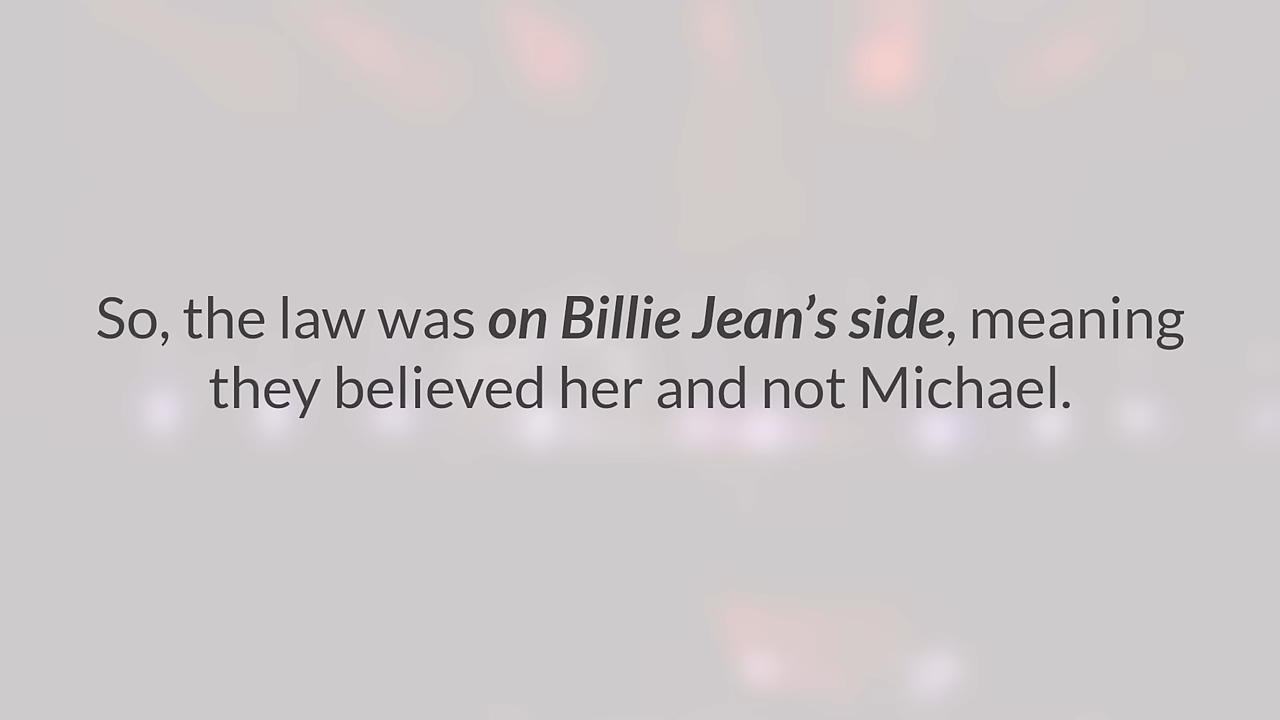 So, the law was on Billie Jean’s side, meaning
they believed her and not Michael.